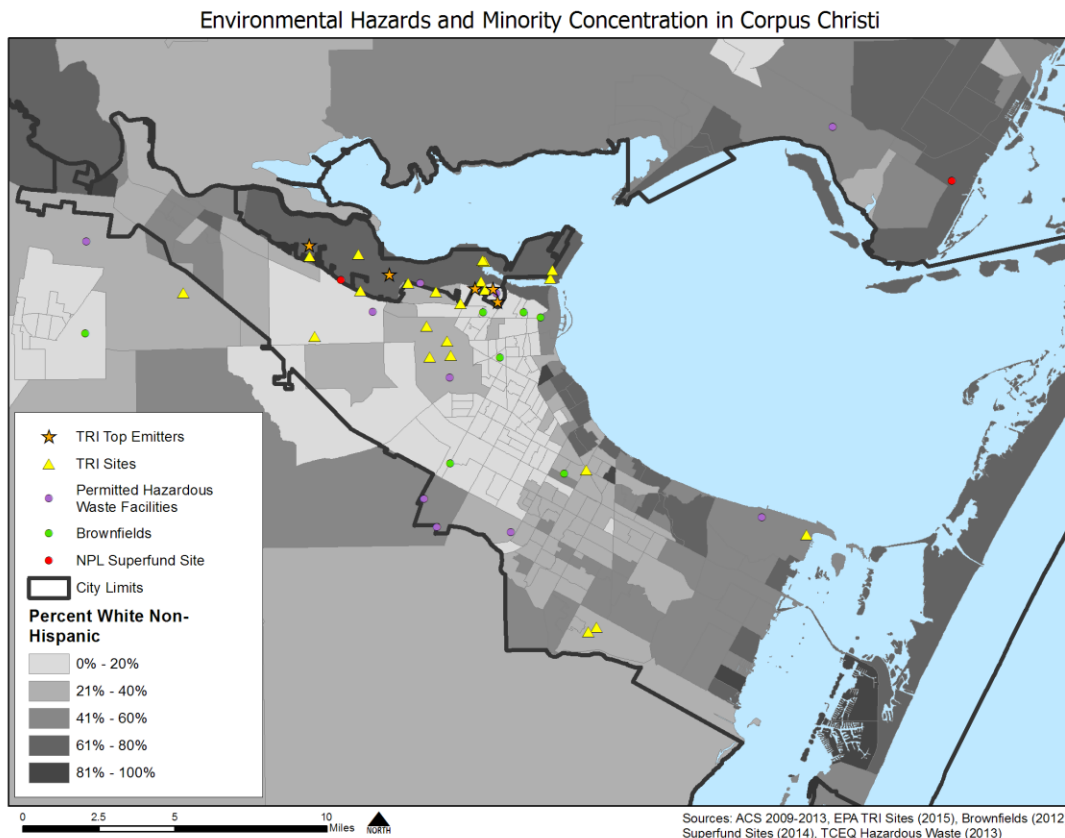 Environmental Hazards and Minority Concentration in Corpus Christi
TRI Top Emitters
TRI Sites
Permitted Hazardous
Waste Facilities
Brownfields
NPL Superfund Site
City Limits
Percent White Non-
Hispanic
0% - 20%
21% - 40%
41% - 60%
61% - 80%
81% - 100%
0 2.5 5 10
Miles
NORTH
Sources: ACS 2009-2013, EPA TRI Sites (2015), Brownfields (2012
Superfund Sites (2014), TCEQ Hazardous Waste (2013)